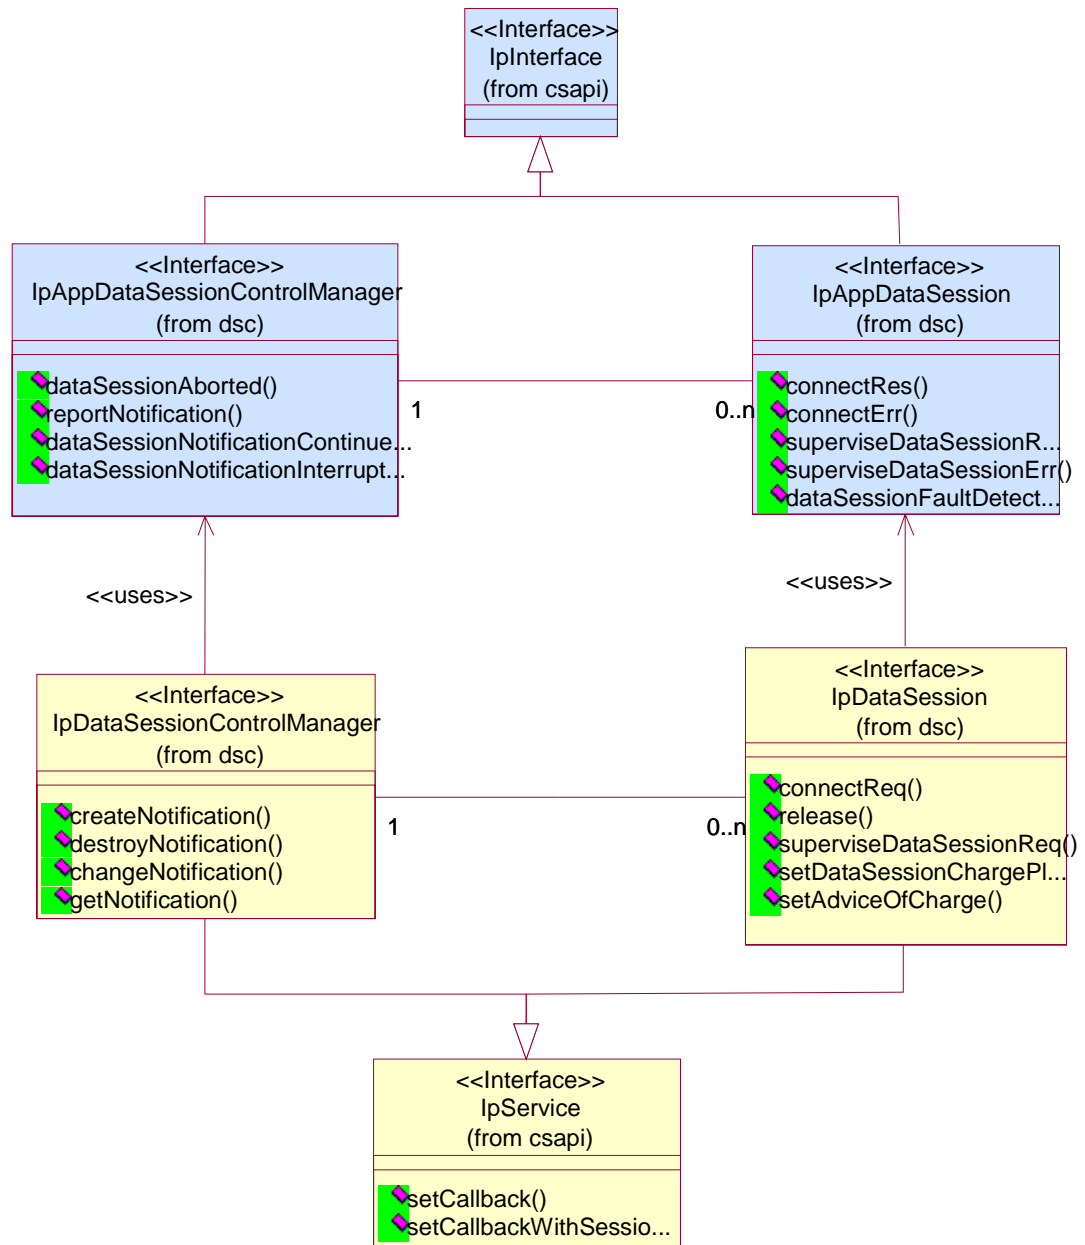 <<Interface>>
IpInterface
(from csapi)
<<Interface>>
IpAppDataSessionControlManager
(from dsc)
dataSessionAborted()
reportNotification()
dataSessionNotificationContinue...
dataSessionNotificationInterrupt...
1
0..n
<<Interface>>
IpAppDataSession
(from dsc)
connectRes()
connectErr()
superviseDataSessionR...
superviseDataSessionErr()
dataSessionFaultDetect...
<<uses>>
<<uses>>
<<Interface>>
IpDataSessionControlManager
(from dsc)
createNotification()
destroyNotification()
changeNotification()
getNotification()
1
0..n
<<Interface>>
IpDataSession
(from dsc)
connectReq()
release()
superviseDataSessionReq()
setDataSessionChargePl...
setAdviceOfCharge()
<<Interface>>
IpService
(from csapi)
setCallback()
setCallbackWithSessio...